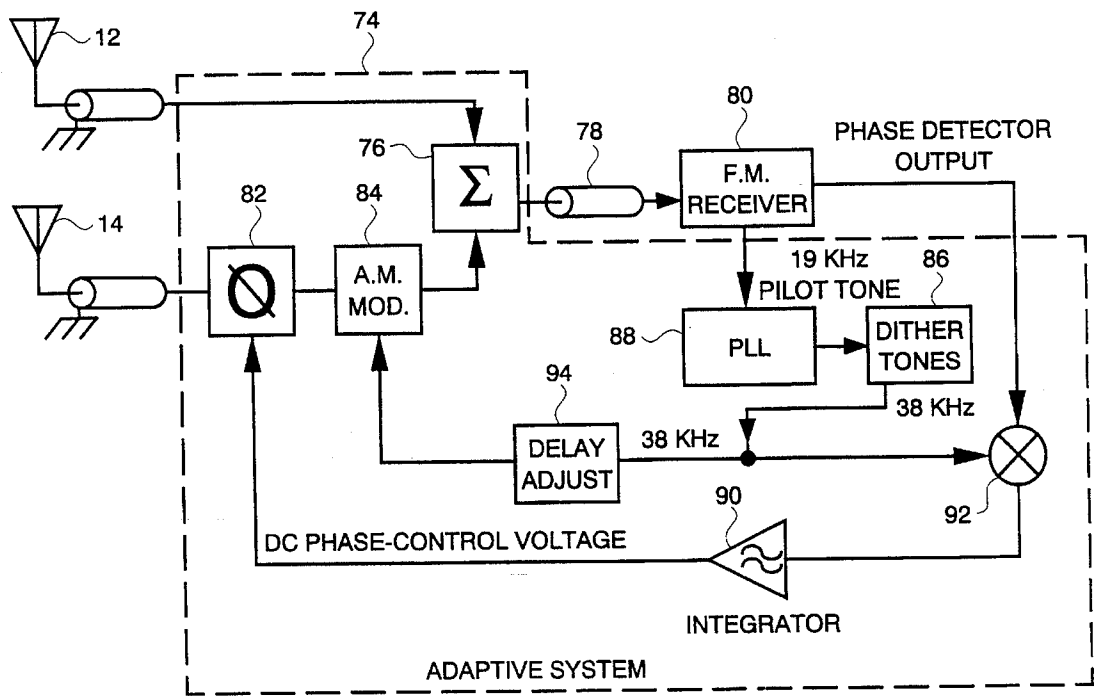 12
74
80
PHASE DETECTOR
OUTPUT
76
Σ
78
F.M.
RECEIVER
14
82
84
Ø
A.M.
MOD.
19 KHz
PILOT TONE
86
88
PLL
DITHER
TONES
94
38 KHz
DELAY
ADJUST
38 KHz
92
90
DC PHASE-CONTROL VOLTAGE
INTEGRATOR
ADAPTIVE SYSTEM